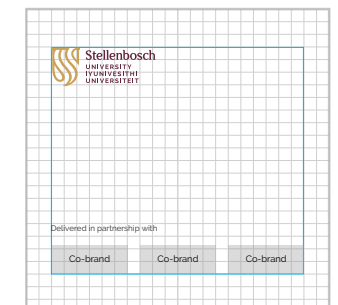 Stellenbosch
UNIVERSITY
IYUNIVESITHI
UNIVERSITEIT
Delivered in partnership with
Co-brand Co-brand Co-brand